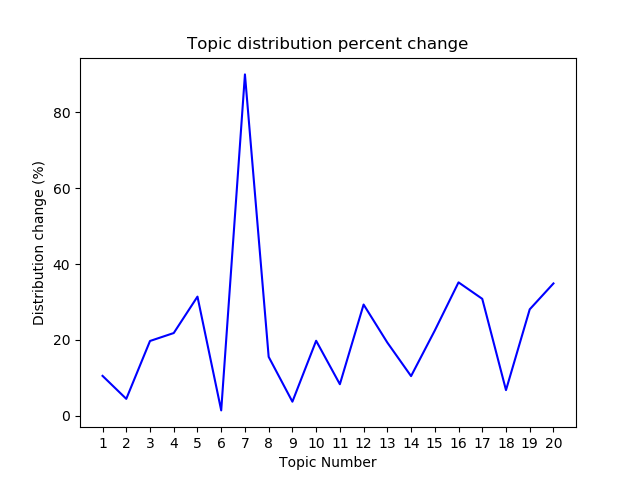 Topic distribution percent change
Distribution change (%)
80
60
40
20
0
1 2 3 4 5 6 7 8 9 10 11 12 13 14 15 16 17 18 19 20
Topic Number